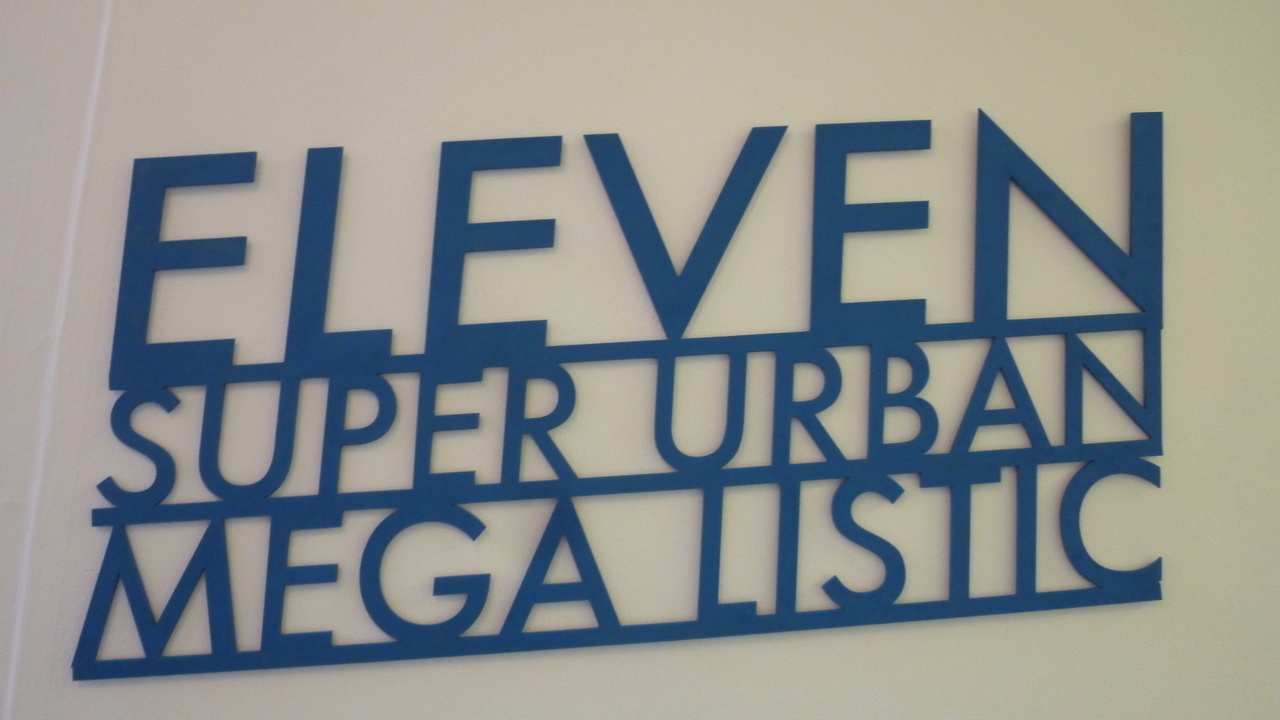 ELEVEN
SUPER URBAN
MEGA LISTIC